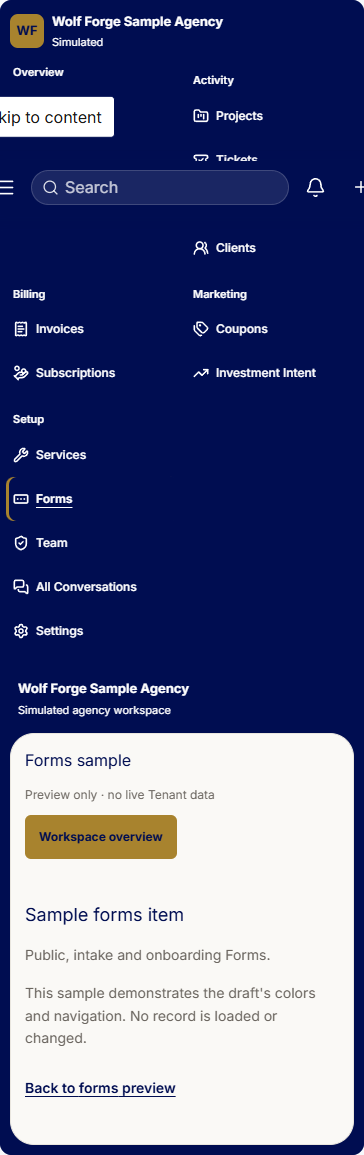 WF
Wolf Forge Sample Agency
Simulated
Overview
Activity
kip to content
Projects
Tickets
Search
Clients
Billing
Marketing
Invoices
Coupons
Subscriptions
Investment Intent
Setup
Services
Forms
Team
All Conversations
Settings
Wolf Forge Sample Agency
Simulated agency workspace
Forms sample
Preview only · no live Tenant data
Workspace overview
Sample forms item
Public, intake and onboarding Forms.
This sample demonstrates the draft's colors
and navigation. No record is loaded or
changed.
Back to forms preview